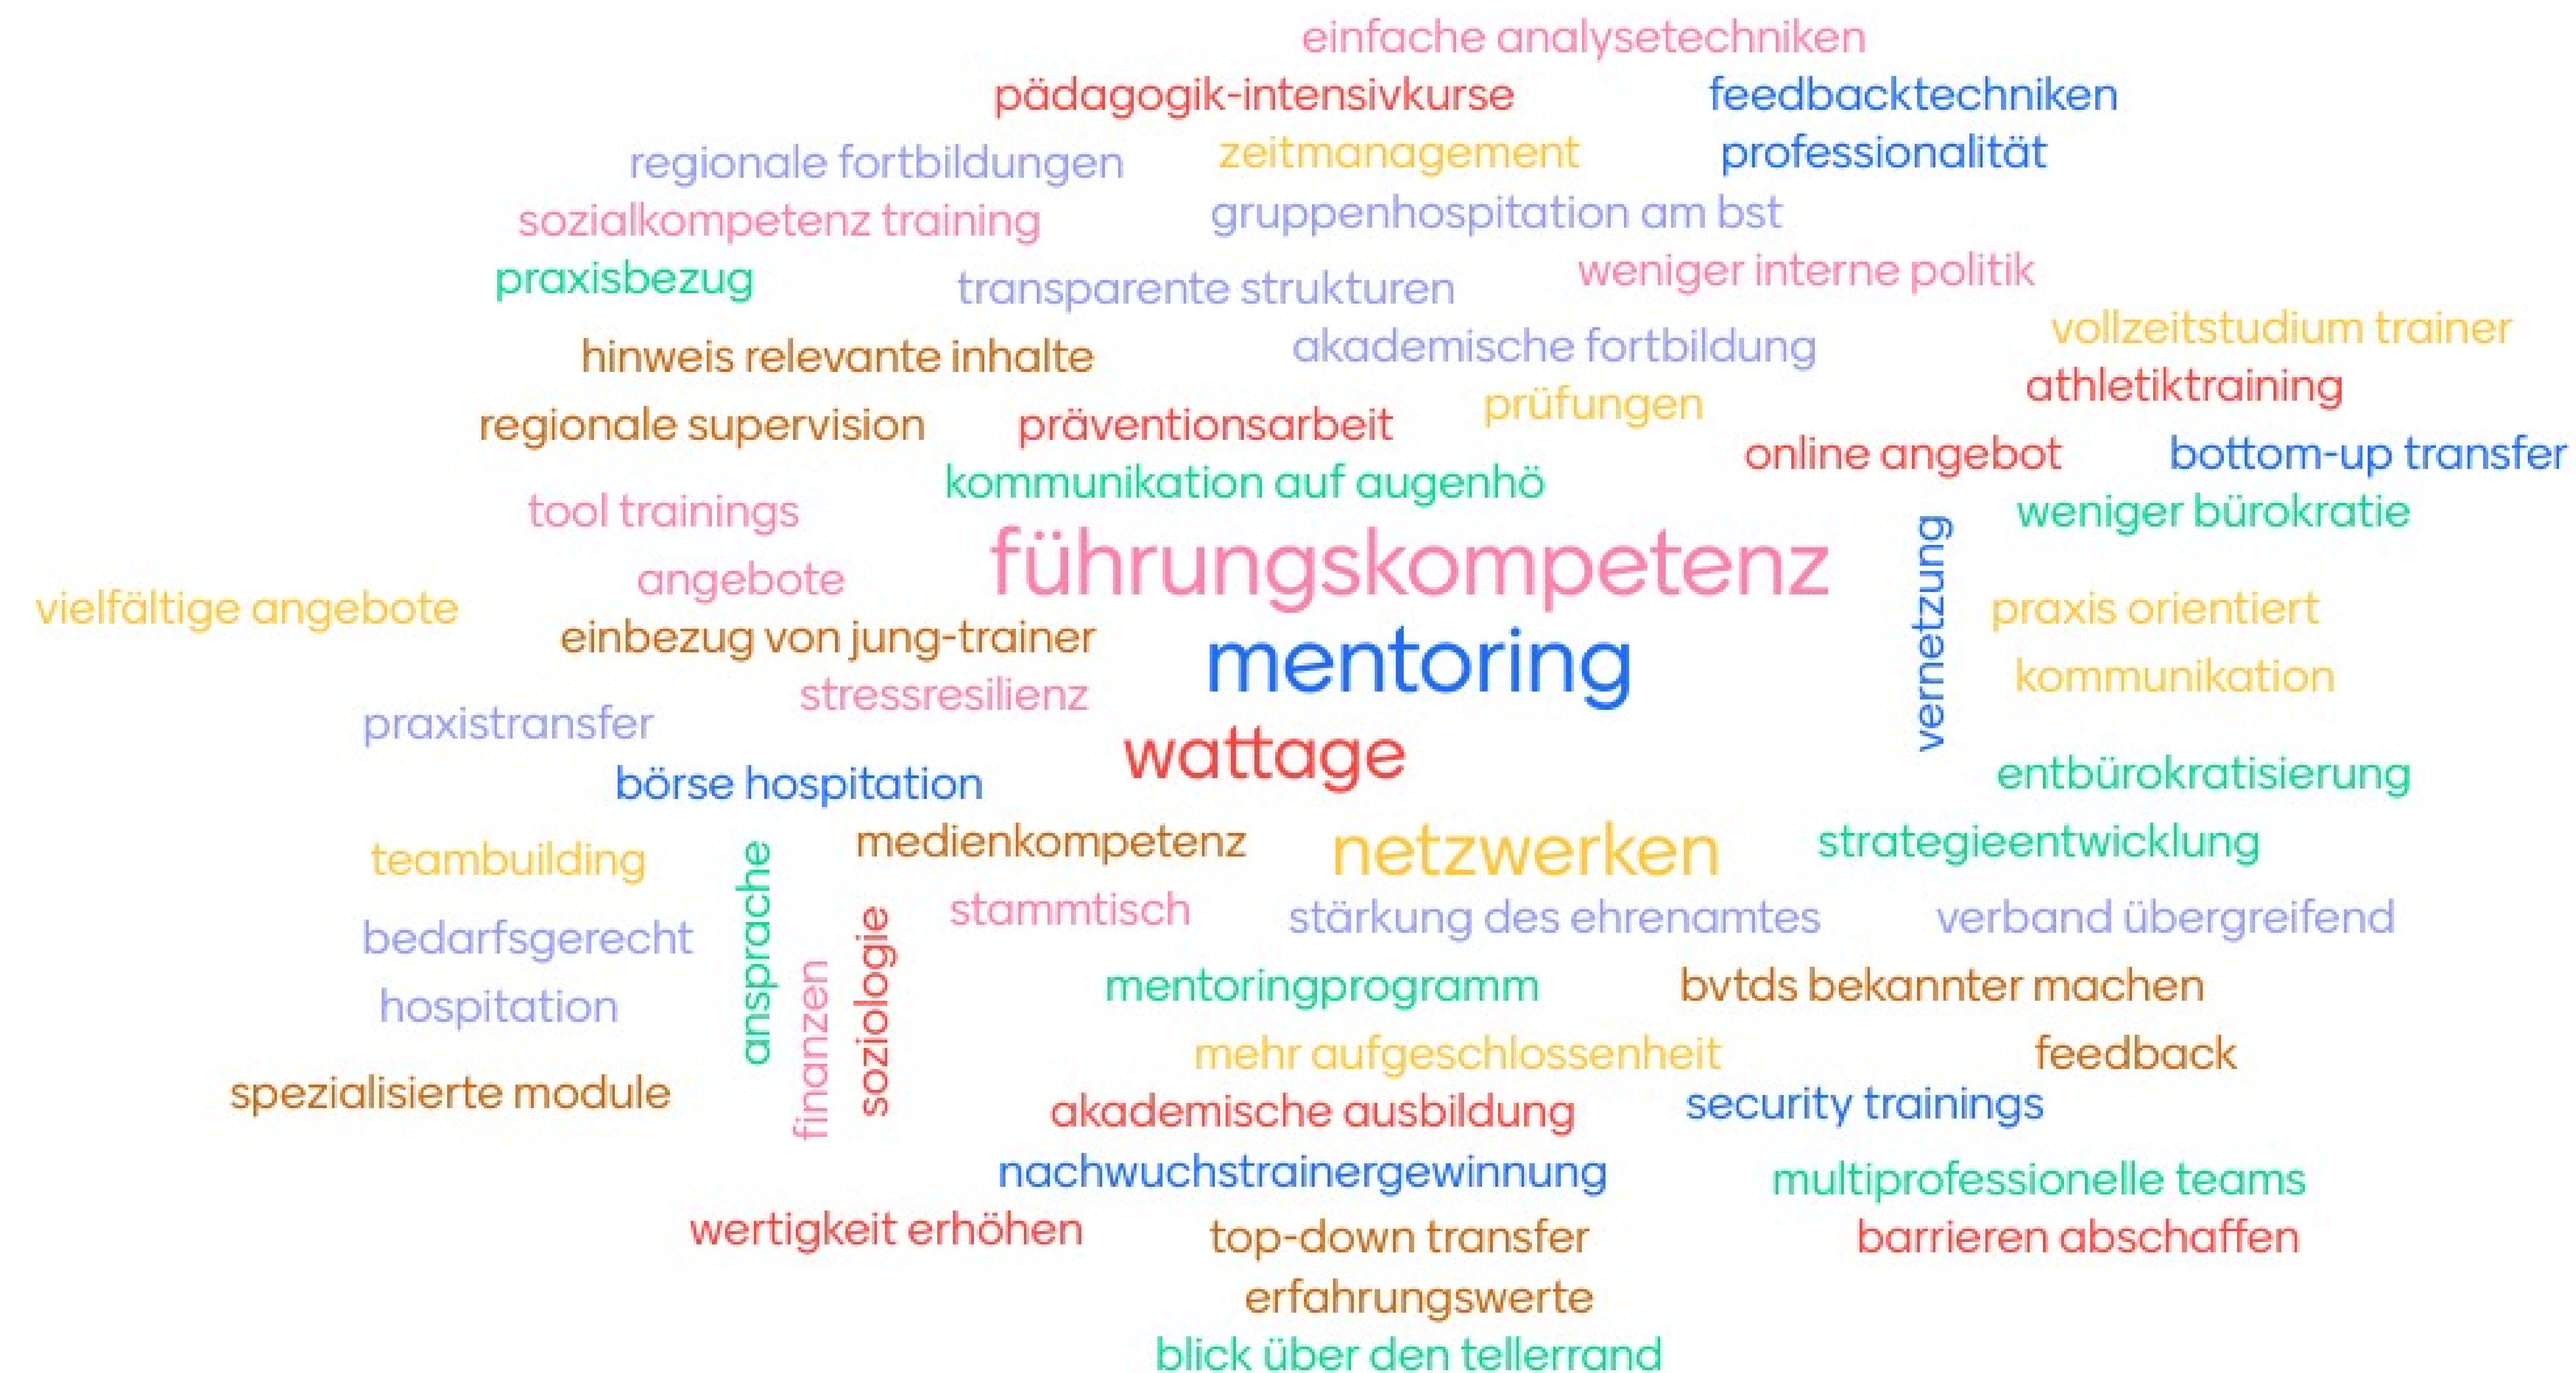 einfache analysetechniken
pädagogik-intensivkurse
feedbacktechniken
regionale fortbildungen
zeitmanagement
professionalität
sozialkompetenz training
gruppenhospitation am bst
praxisbezug
transparente strukturen
weniger interne politik
hinweis relevante inhalte
akademische fortbildung
vollzeitstudium trainer
athletiktraining
regionale supervision
präventionsarbeit
prüfungen
online angebot
bottom-up transfer
kommunikation auf augenhö
tool trainings
weniger bürokratie
führungskompetenz
vernetzung
angebote
vielfältige angebote
praxis orientiert
einbezug von jung-trainer
mentoring
kommunikation
stressresilienz
praxistransfer
wattage
börse hospitation
entbürokratisierung
teambuilding
ansprache
medienkompetenz
netzwerken
strategieentwicklung
bedarfsgerecht
finanzen
soziologie
stammtisch
stärkung des ehrenamtes
verband übergreifend
hospitation
mentoringprogramm
bvtds bekannter machen
mehr aufgeschlossenheit
feedback
spezialisierte module
akademische ausbildung
security trainings
nachwuchstrainergewinnung
multiprofessionelle teams
wertigkeit erhöhen
top-down transfer
barrieren abschaffen
erfahrungswerte
blick über den tellerrand